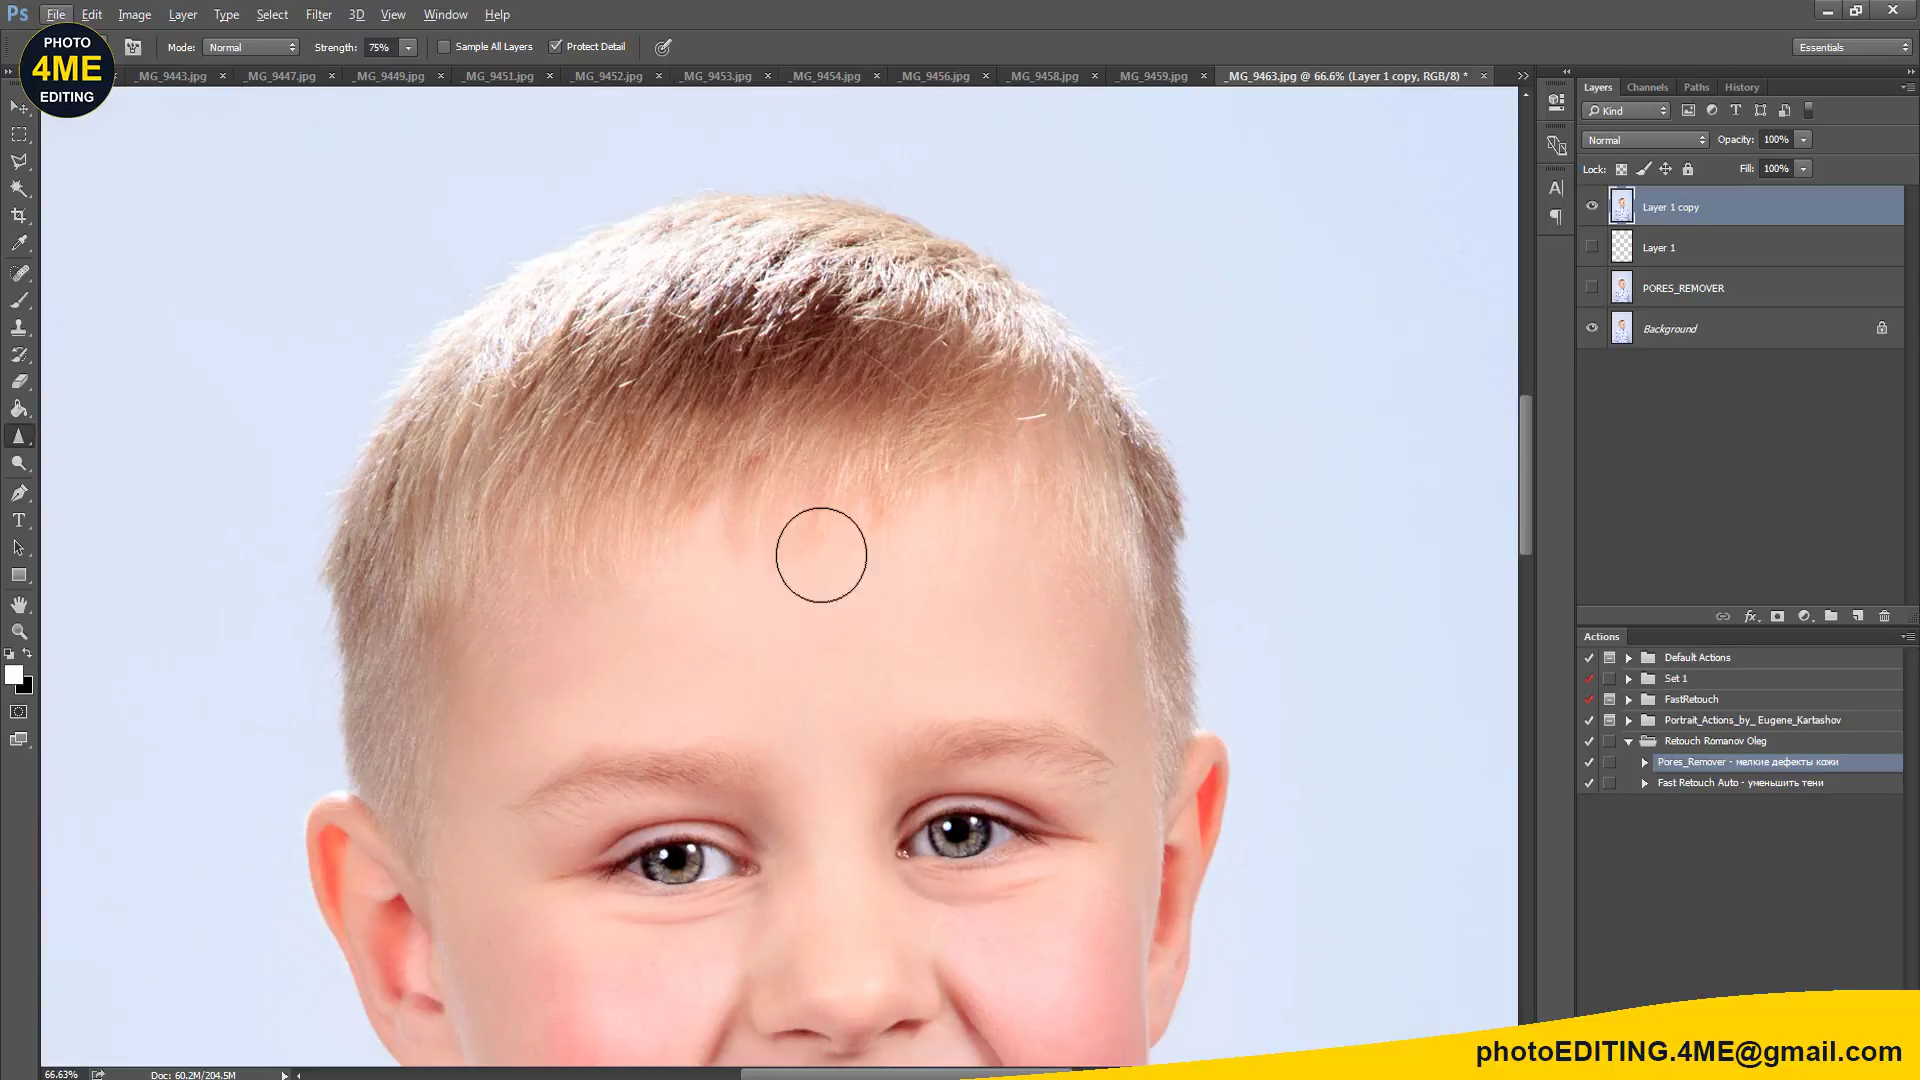 Ps File Edit Image Layer Type Select Filter 3D View Window Help
PHOTO
4ME
EDITING
Mode: Normal Strength: 75% Sample All Layers Protect Detail Essentials
_MG_9443.jpg _MG_9447.jpg _MG_9449.jpg _MG_9451.jpg _MG_9452.jpg _MG_9453.jpg _MG_9454.jpg _MG_9456.jpg _MG_9458.jpg _MG_9459.jpg _MG_9463.jpg @ 66.6% (Layer 1 copy, RGB/8) *
Layers Channels Paths History
Kind
Normal Opacity: 100%
Lock: Fill: 100%
Layer 1 copy
Layer 1
PORES_REMOVER
Background
Actions
Default Actions
Set 1
FastRetouch
Portrait_Actions_by_ Eugene_Kartashov
Retouch Romanov Oleg
Pores_Remover - мелкие дефекты кожи
Fast Retouch Auto - уменьшить тени
photoEDITING.4ME@gmail.com
66.63% Doc: 60.2M/204.5M